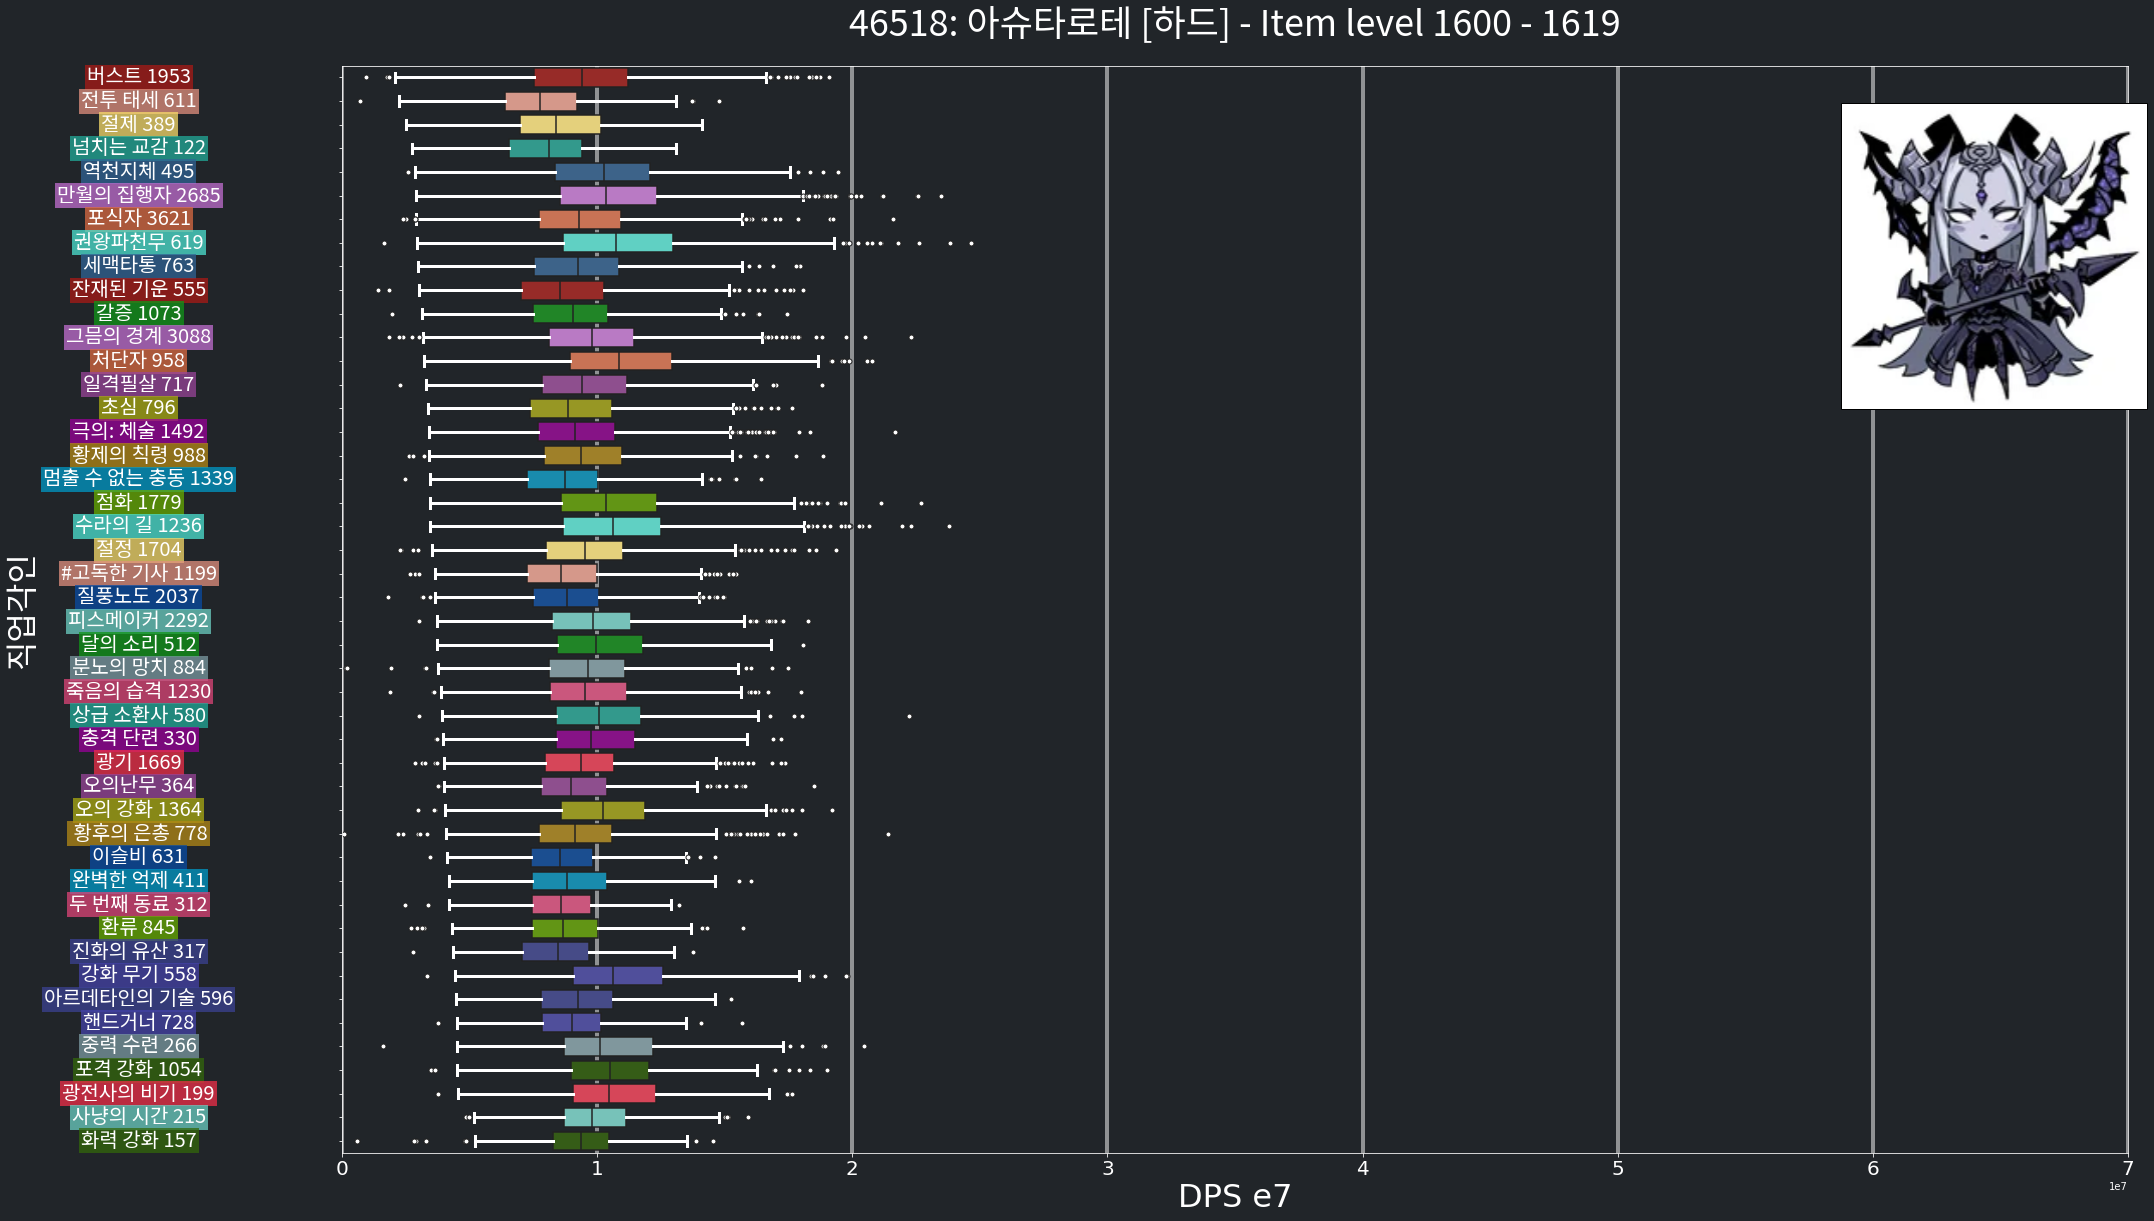 46518: 아슈타로테 [하드] - Item level 1600 - 1619
버스트 1953
전투 태세 611
절제 389
넘치는 교감 122
역천지체 495
만월의 집행자 2685
포식자 3621
권왕파천무 619
세맥타통 763
잔재된 기운 555
갈증 1073
그믐의 경계 3088
처단자 958
일격필살 717
초심 796
극의: 체술 1492
황제의 칙령 988
멈출 수 없는 충동 1339
점화 1779
수라의 길 1236
절정 1704
#고독한 기사 1199
질풍노도 2037
피스메이커 2292
달의 소리 512
분노의 망치 884
죽음의 습격 1230
상급 소환사 580
충격 단련 330
광기 1669
오의난무 364
오의 강화 1364
황후의 은총 778
이슬비 631
완벽한 억제 411
두 번째 동료 312
환류 845
진화의 유산 317
강화 무기 558
아르데타인의 기술 596
핸드거너 728
중력 수련 266
포격 강화 1054
광전사의 비기 199
사냥의 시간 215
화력 강화 157
직업각인
0 1 2 3 4 5 6 7
DPS e7
1e7